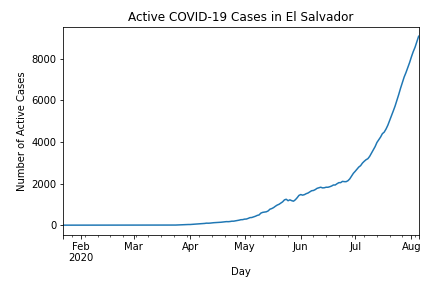 Active COVID-19 Cases in El Salvador
Number of Active Cases
8000
6000
4000
2000
0
Feb Mar Apr May Jun Jul Aug
2020
Day